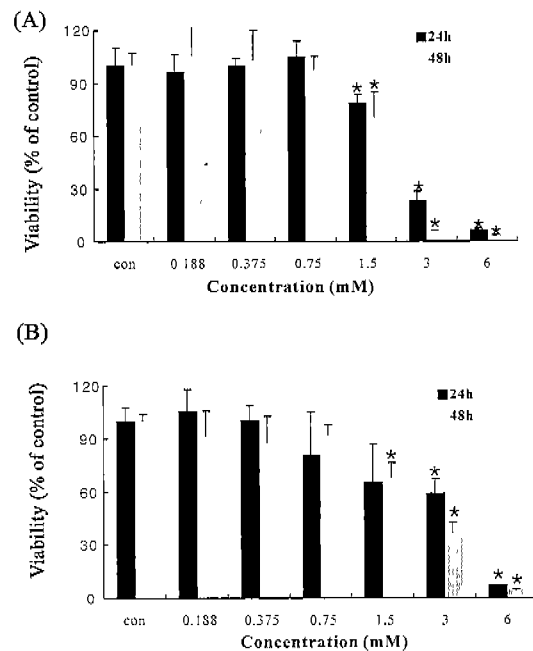 (A)
120
90
60
30
0
Viability (% of control)
24h
48h
* *
*
*
*
*
con 0.188 0.375 0.75 1.5 3 6
Concentration (mM)
(B)
120
90
60
30
0
Viability (% of control)
24h
48h
*
*
*
*
*
con 0.188 0.375 0.75 1.5 3 6
Concentration (mM)